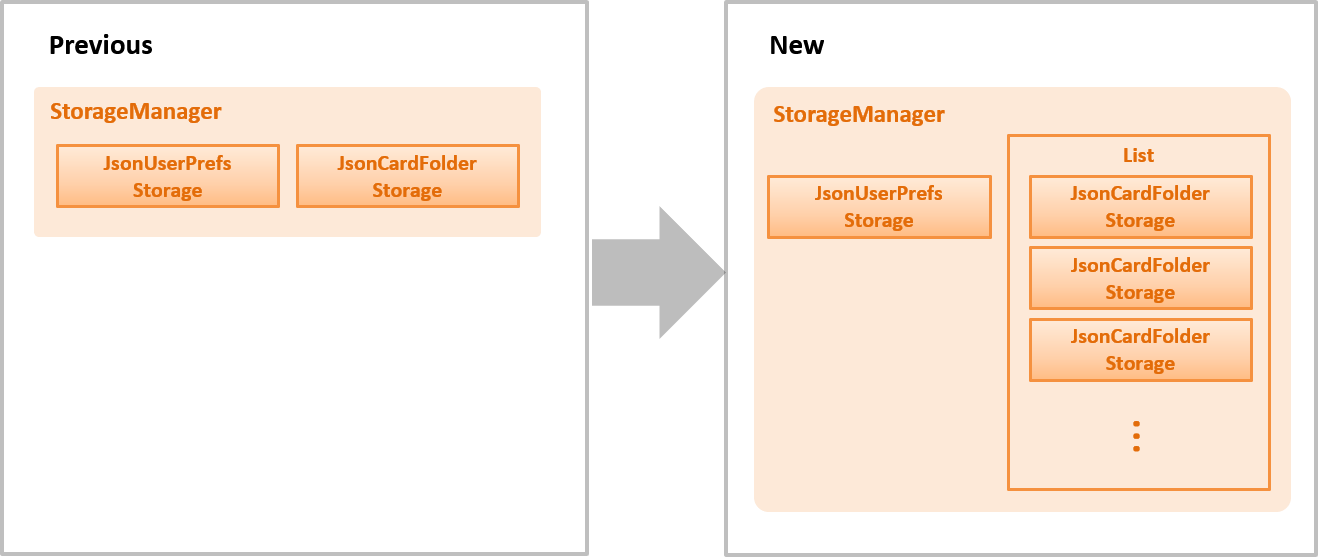 Previous
StorageManager
JsonUserPrefs
Storage
JsonCardFolder
Storage
New
StorageManager
JsonUserPrefs
Storage
List
JsonCardFolder
Storage
JsonCardFolder
Storage
JsonCardFolder
Storage